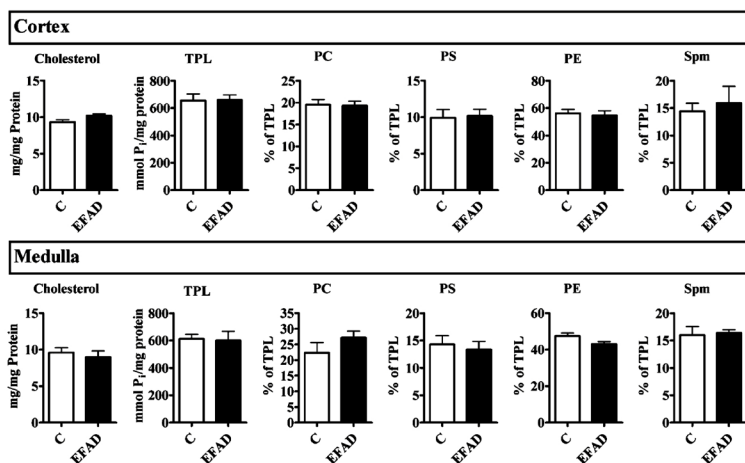 Cortex
Cholesterol
mg/mg Protein
15
10
5
0
C
EFAD
TPL
mmol Pi/mg protein
800
600
400
200
0
C
EFAD
PC
% of TPL
25
20
15
10
5
0
C
EFAD
PS
% of TPL
15
10
5
0
C
EFAD
PE
% of TPL
80
60
40
20
0
C
EFAD
Spm
% of TPL
20
15
10
5
0
C
EFAD
Medulla
Cholesterol
mg/mg Protein
15
10
5
0
C
EFAD
TPL
mmol Pi/mg protein
800
600
400
200
0
C
EFAD
PC
% of TPL
35
30
25
20
15
10
5
0
C
EFAD
PS
% of TPL
20
15
10
5
0
C
EFAD
PE
% of TPL
60
40
20
0
C
EFAD
Spm
% of TPL
20
15
10
5
0
C
EFAD